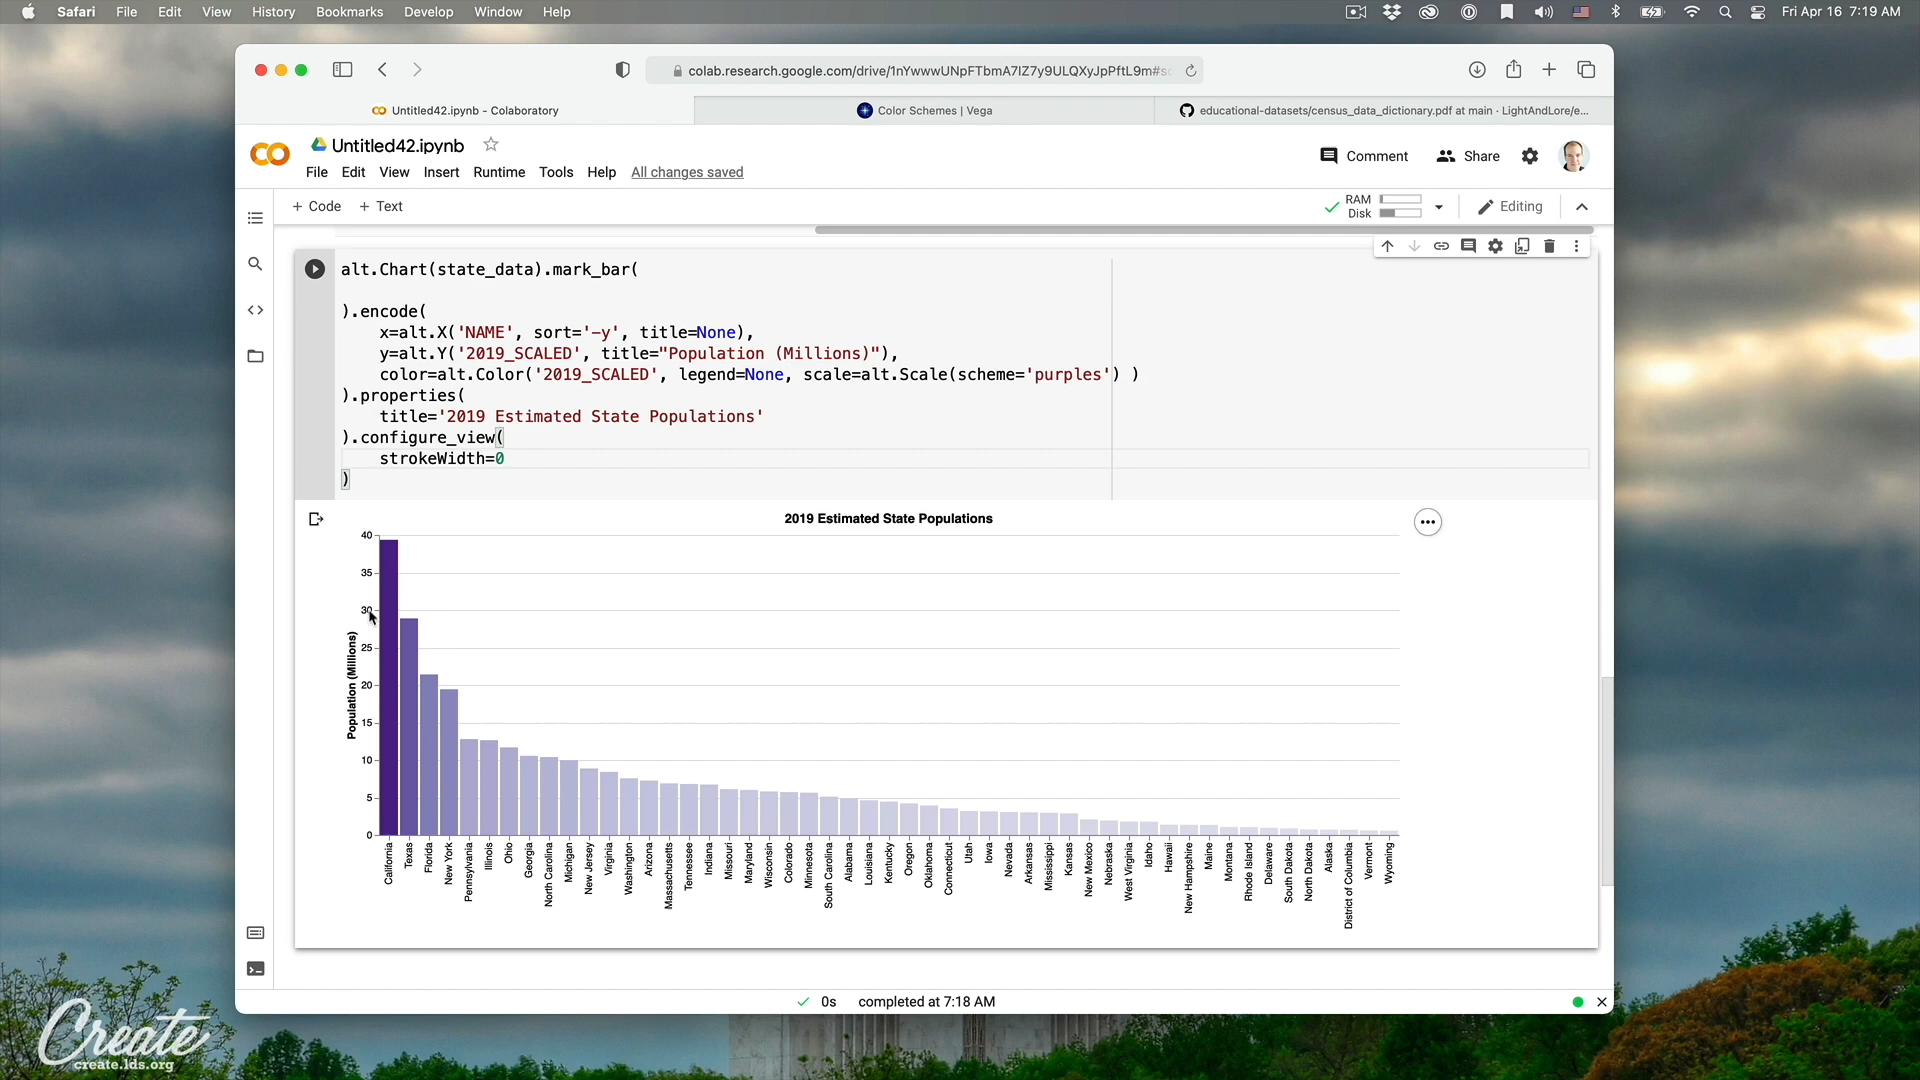 Safari File Edit View History Bookmarks Develop Window Help Fri Apr 16 7:19 AM
colab.research.google.com/drive/1nYwwwUNpFTbmA7lZ7y9ULQXyJpPftL9m#sc
Untitled42.ipynb - Colaboratory
Color Schemes | Vega
educational-datasets/census_data_dictionary.pdf at main · LightAndLore/e...
Untitled42.ipynb
Comment Share
File Edit View Insert Runtime Tools Help All changes saved
+ Code + Text
RAM
Disk
Editing
alt.Chart(state_data).mark_bar(
).encode(
x=alt.X('NAME', sort='-y', title=None),
y=alt.Y('2019_SCALED', title="Population (Millions)"),
color=alt.Color('2019_SCALED', legend=None, scale=alt.Scale(scheme='purples') )
).properties(
title='2019 Estimated State Populations'
).configure_view(
strokeWidth=0
)
2019 Estimated State Populations
40
35
30
25
20
15
10
5
0
Population (Millions)
California
Texas
Florida
New York
Pennsylvania
Illinois
Ohio
Georgia
North Carolina
Michigan
New Jersey
Virginia
Washington
Arizona
Massachusetts
Tennessee
Indiana
Missouri
Maryland
Wisconsin
Colorado
Minnesota
South Carolina
Alabama
Louisiana
Kentucky
Oregon
Oklahoma
Connecticut
Utah
Iowa
Nevada
Arkansas
Mississippi
Kansas
New Mexico
Nebraska
West Virginia
Idaho
Hawaii
New Hampshire
Maine
Montana
Rhode Island
Delaware
South Dakota
North Dakota
Alaska
District of Columbia
Vermont
Wyoming
0s completed at 7:18 AM
Create
create.lds.org